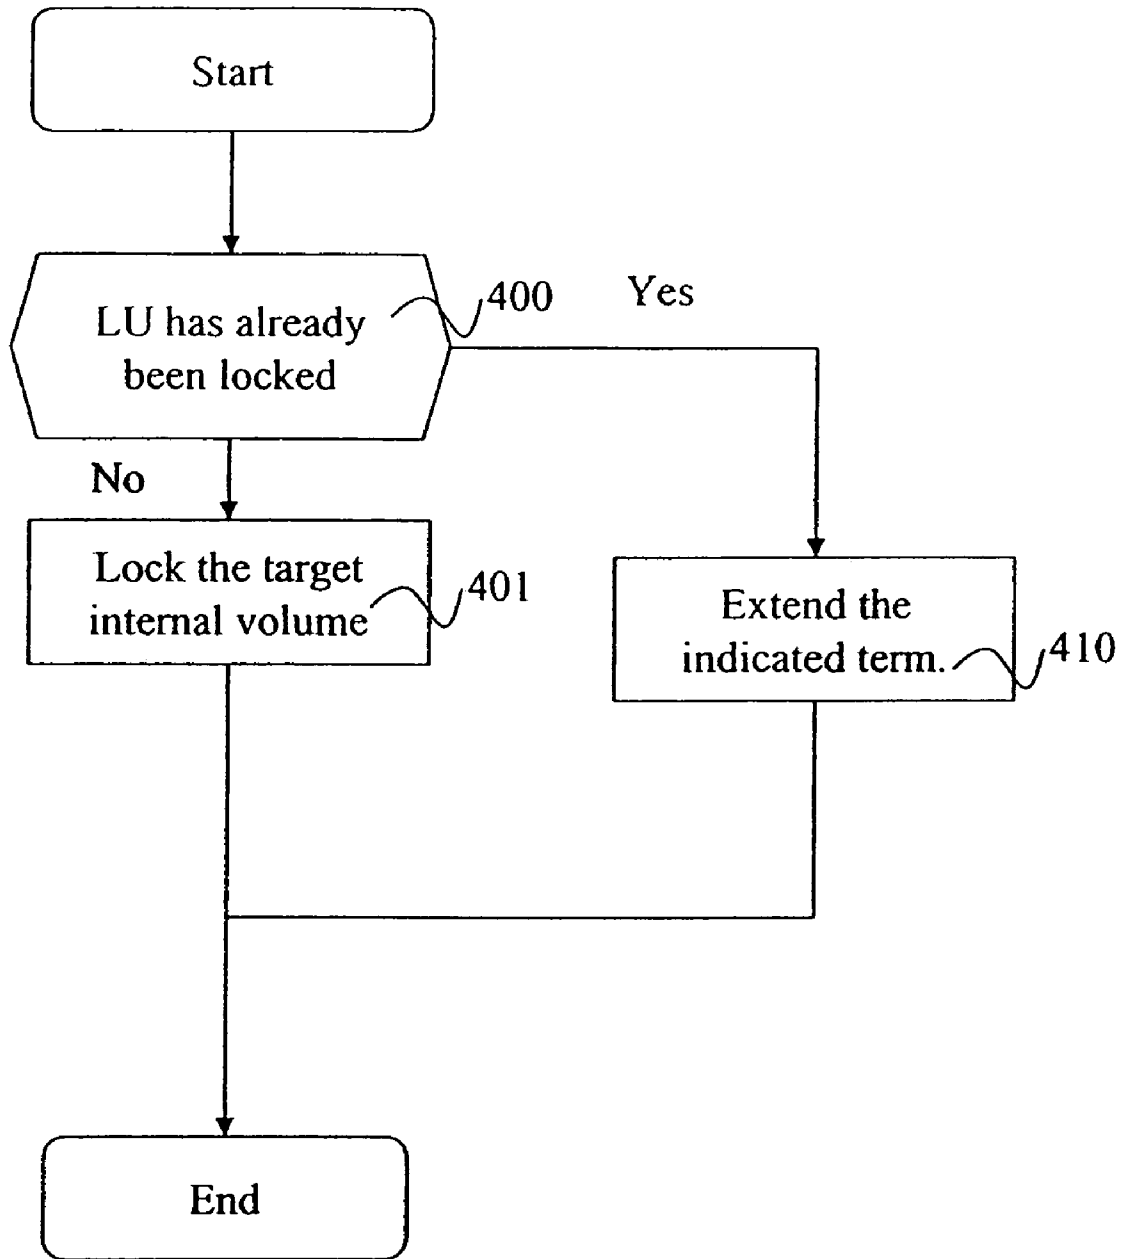 Start
LU has already
been locked
400
Yes
No
Lock the target
internal volume
401
Extend the
indicated term.
410
End